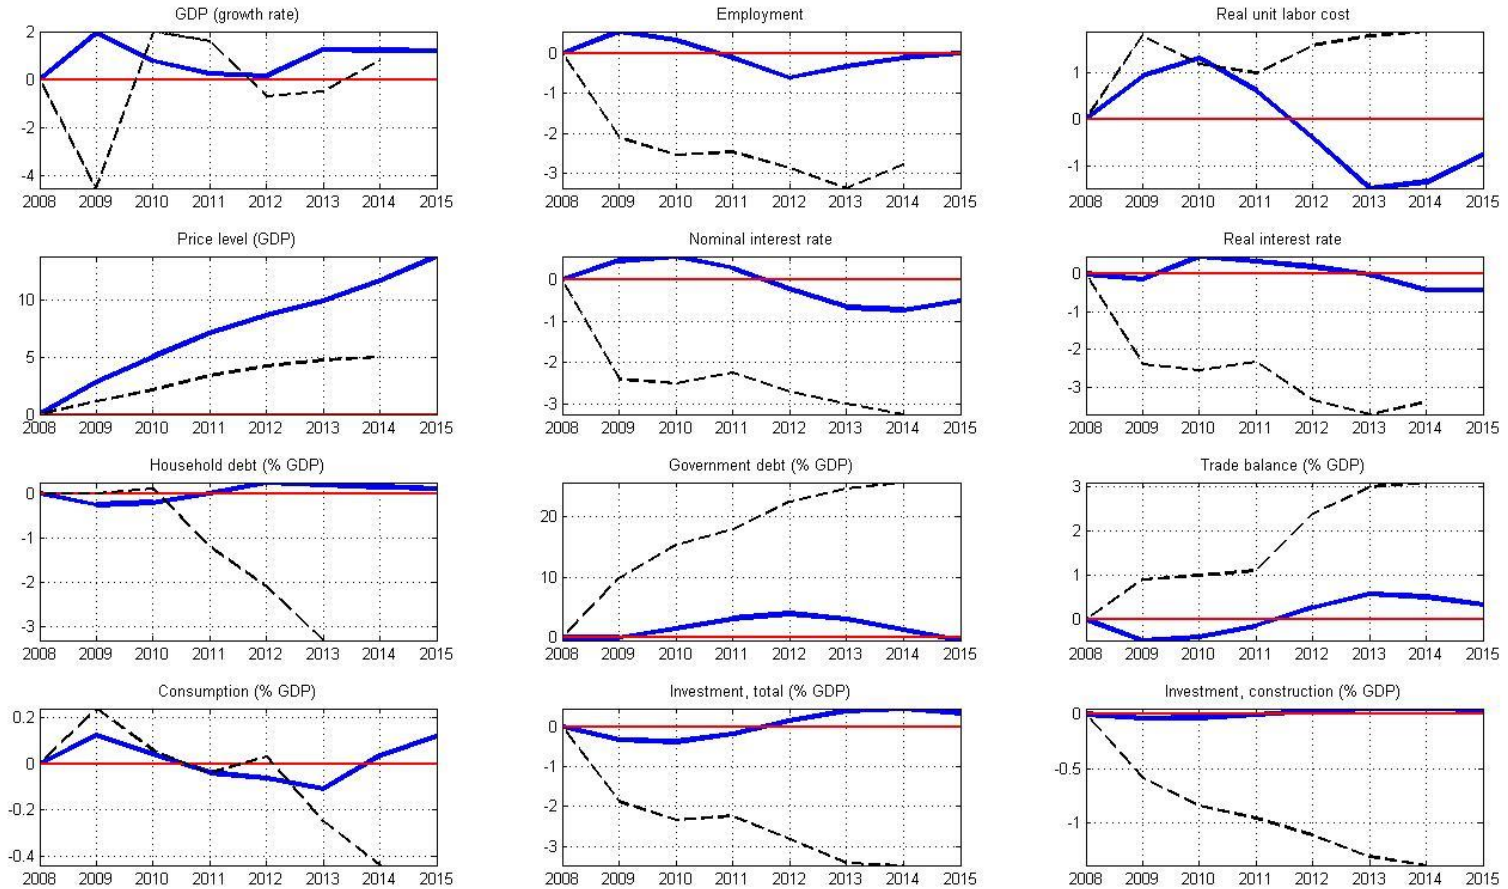 GDP (growth rate)
2
0
-2
-4
2008 2009 2010 2011 2012 2013 2014 2015
Employment
0
-1
-2
-3
2008 2009 2010 2011 2012 2013 2014 2015
Real unit labor cost
1
0
-1
2008 2009 2010 2011 2012 2013 2014 2015
Price level (GDP)
10
5
0
2008 2009 2010 2011 2012 2013 2014 2015
Nominal interest rate
0
-1
-2
-3
2008 2009 2010 2011 2012 2013 2014 2015
Real interest rate
0
-1
-2
-3
2008 2009 2010 2011 2012 2013 2014 2015
Household debt (% GDP)
0
-1
-2
-3
2008 2009 2010 2011 2012 2013 2014 2015
Government debt (% GDP)
20
10
0
2008 2009 2010 2011 2012 2013 2014 2015
Trade balance (% GDP)
3
2
1
0
2008 2009 2010 2011 2012 2013 2014 2015
Consumption (% GDP)
0.2
0
-0.2
-0.4
2008 2009 2010 2011 2012 2013 2014 2015
Investment, total (% GDP)
0
-1
-2
-3
2008 2009 2010 2011 2012 2013 2014 2015
Investment, construction (% GDP)
0
-0.5
-1
2008 2009 2010 2011 2012 2013 2014 2015